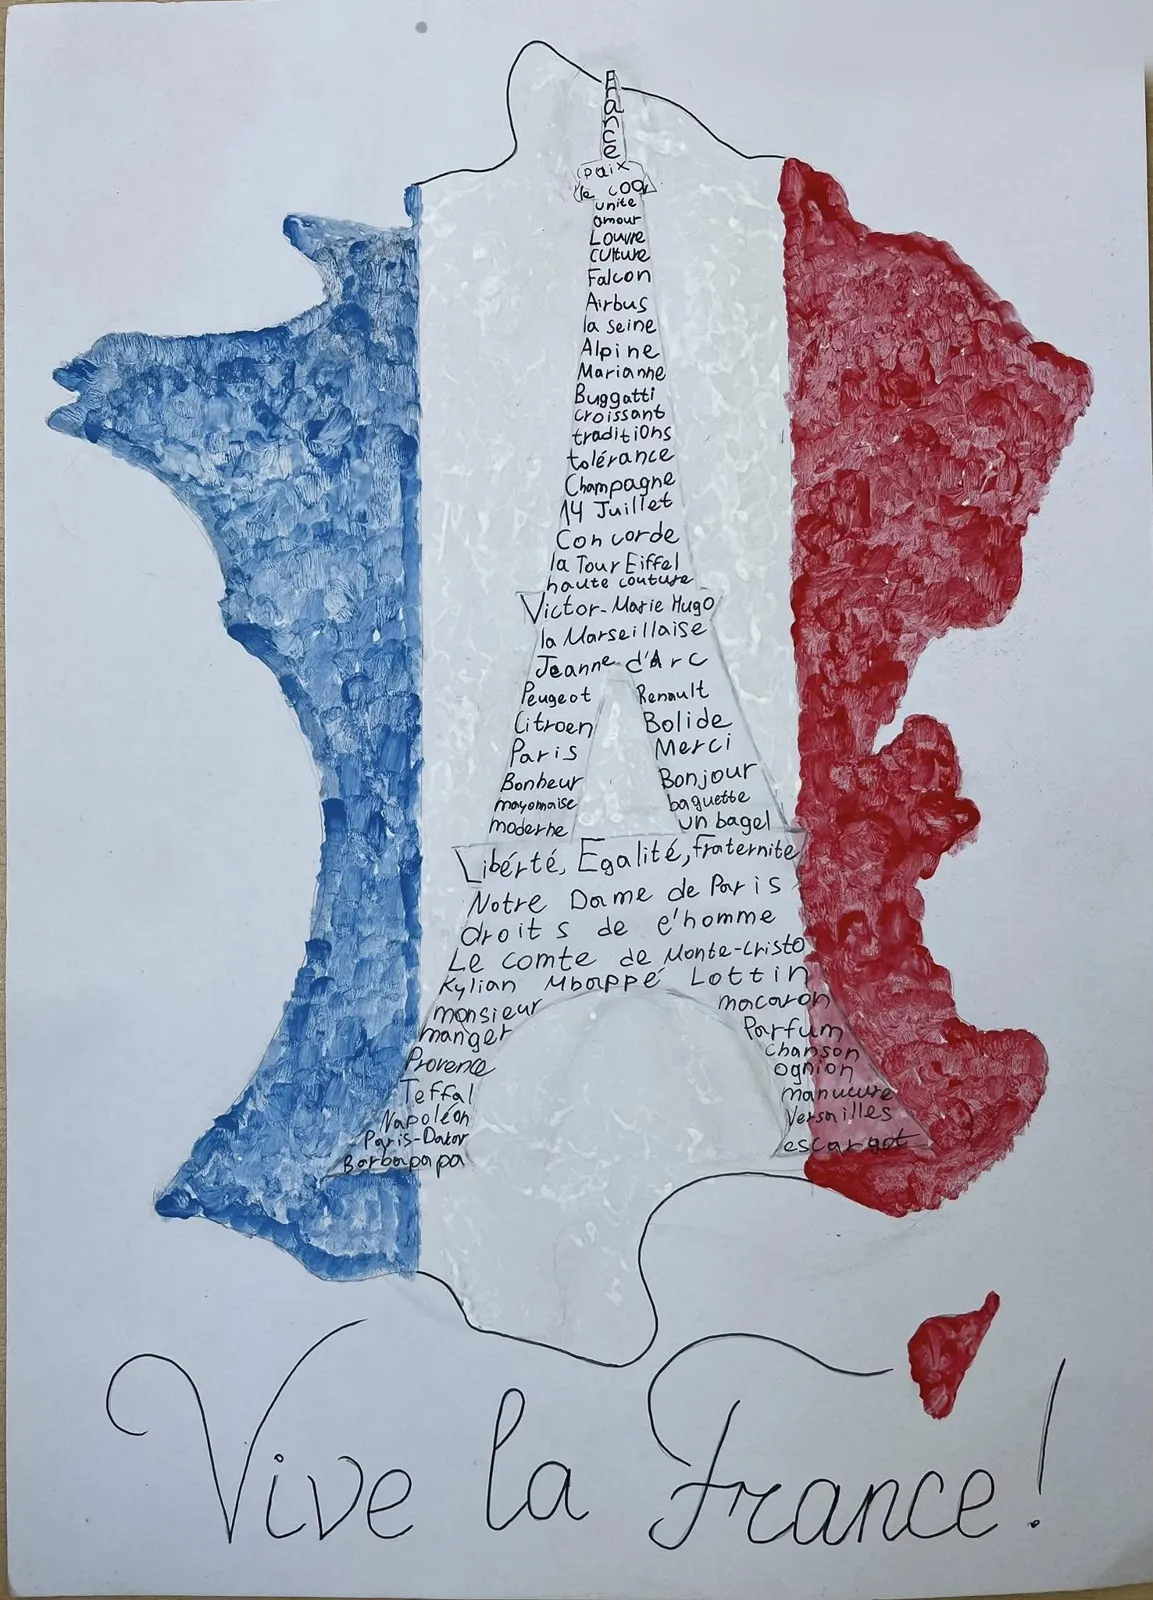 France
paix
le coq
unite
amour
Louvre
culture
Falcon
Airbus
la seine
Alpine
Marianne
Buggatti
croissant
traditions
tolérance
Champagne
14 Juillet
Concorde
la Tour Eiffel
haute couture
Victor-Marie Hugo
la Marseillaise
Jeanne d'Arc
Peugeot Renault
Citroen Bolide
Paris Merci
Bonheur Bonjour
mayomaise baguette
moderne un bagel
Libérté, Egalité, fraternite
Notre Dame de Paris
droits de e'homme
Le comte de Monte-Cristo
Kylian Mbappé Lottin
monsieur macaron
manger Parfum
Provence chanson
Teffal ognion
Napoléon manucure
Paris-Dakar Versailles
Barbapapa escargot
Vive la France!